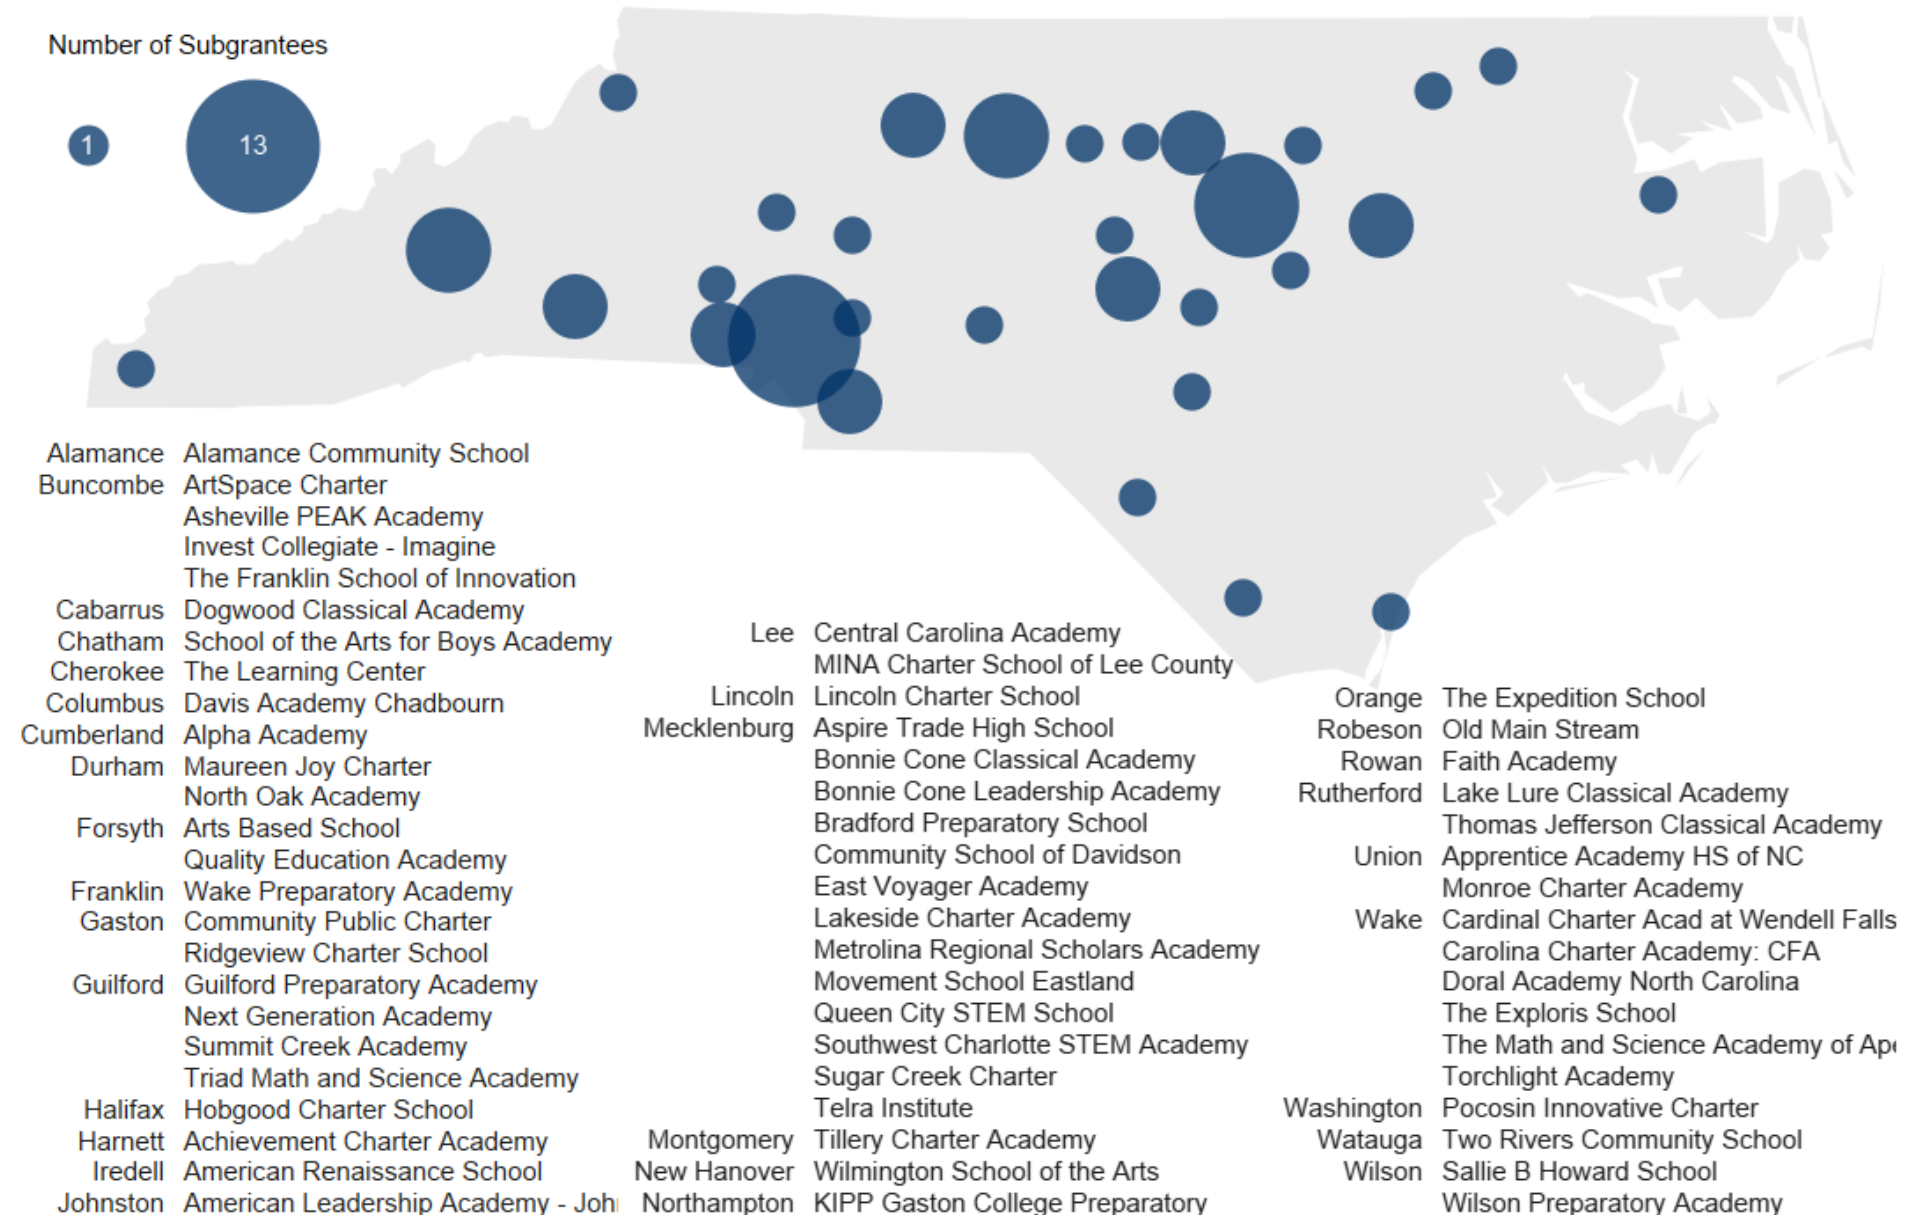 Number of Subgrantees
1
13
Alamance Alamance Community School
Buncombe ArtSpace Charter
Asheville PEAK Academy
Invest Collegiate - Imagine
The Franklin School of Innovation
Cabarrus Dogwood Classical Academy
Chatham School of the Arts for Boys Academy
Cherokee The Learning Center
Columbus Davis Academy Chadbourn
Cumberland Alpha Academy
Durham Maureen Joy Charter
North Oak Academy
Forsyth Arts Based School
Quality Education Academy
Franklin Wake Preparatory Academy
Gaston Community Public Charter
Ridgeview Charter School
Guilford Guilford Preparatory Academy
Next Generation Academy
Summit Creek Academy
Triad Math and Science Academy
Halifax Hobgood Charter School
Harnett Achievement Charter Academy
Iredell American Renaissance School
Johnston American Leadership Academy - Joh
Lee Central Carolina Academy
MINA Charter School of Lee County
Lincoln Lincoln Charter School
Mecklenburg Aspire Trade High School
Bonnie Cone Classical Academy
Bonnie Cone Leadership Academy
Bradford Preparatory School
Community School of Davidson
East Voyager Academy
Lakeside Charter Academy
Metrolina Regional Scholars Academy
Movement School Eastland
Queen City STEM School
Southwest Charlotte STEM Academy
Sugar Creek Charter
Telra Institute
Montgomery Tillery Charter Academy
New Hanover Wilmington School of the Arts
Northampton KIPP Gaston College Preparatory
Orange The Expedition School
Robeson Old Main Stream
Rowan Faith Academy
Rutherford Lake Lure Classical Academy
Thomas Jefferson Classical Academy
Union Apprentice Academy HS of NC
Monroe Charter Academy
Wake Cardinal Charter Acad at Wendell Falls
Carolina Charter Academy: CFA
Doral Academy North Carolina
The Exploris School
The Math and Science Academy of Ap
Torchlight Academy
Washington Pocosin Innovative Charter
Watauga Two Rivers Community School
Wilson Sallie B Howard School
Wilson Preparatory Academy